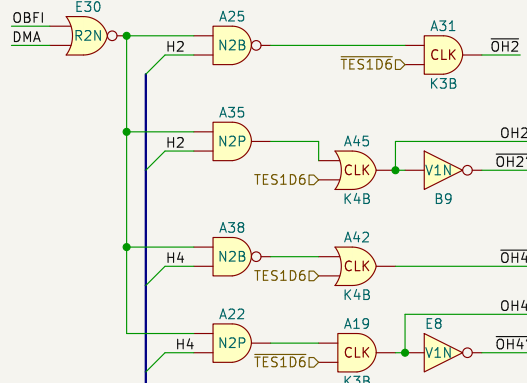 E30
OBFI
R2N
DMA
A25
H2
N2B
A31
CLK
K3B
TES1D6
OH2
A35
H2
N2P
A45
CLK
K4B
TES1D6
OH2
V1N
B9
OH2
A38
H4
N2B
A42
CLK
K4B
TES1D6
OH4
A22
H4
N2P
A19
CLK
K3B
TES1D6
OH4
E8
V1N
OH4